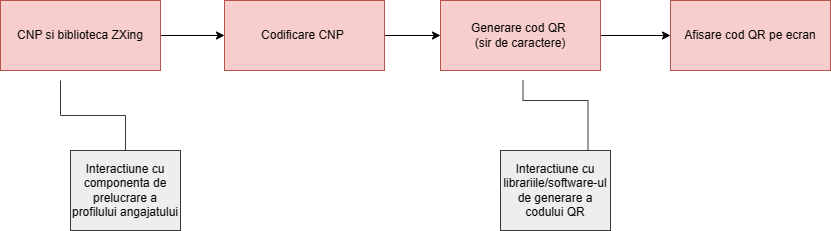 CNP si biblioteca ZXing
Codificare CNP
Generare cod QR
(sir de caractere)
Afisare cod QR pe ecran
Interactiune cu
componenta de
prelucrare a
profilului angajatului
Interactiune cu
librariile/software-ul
de generare a
codului QR